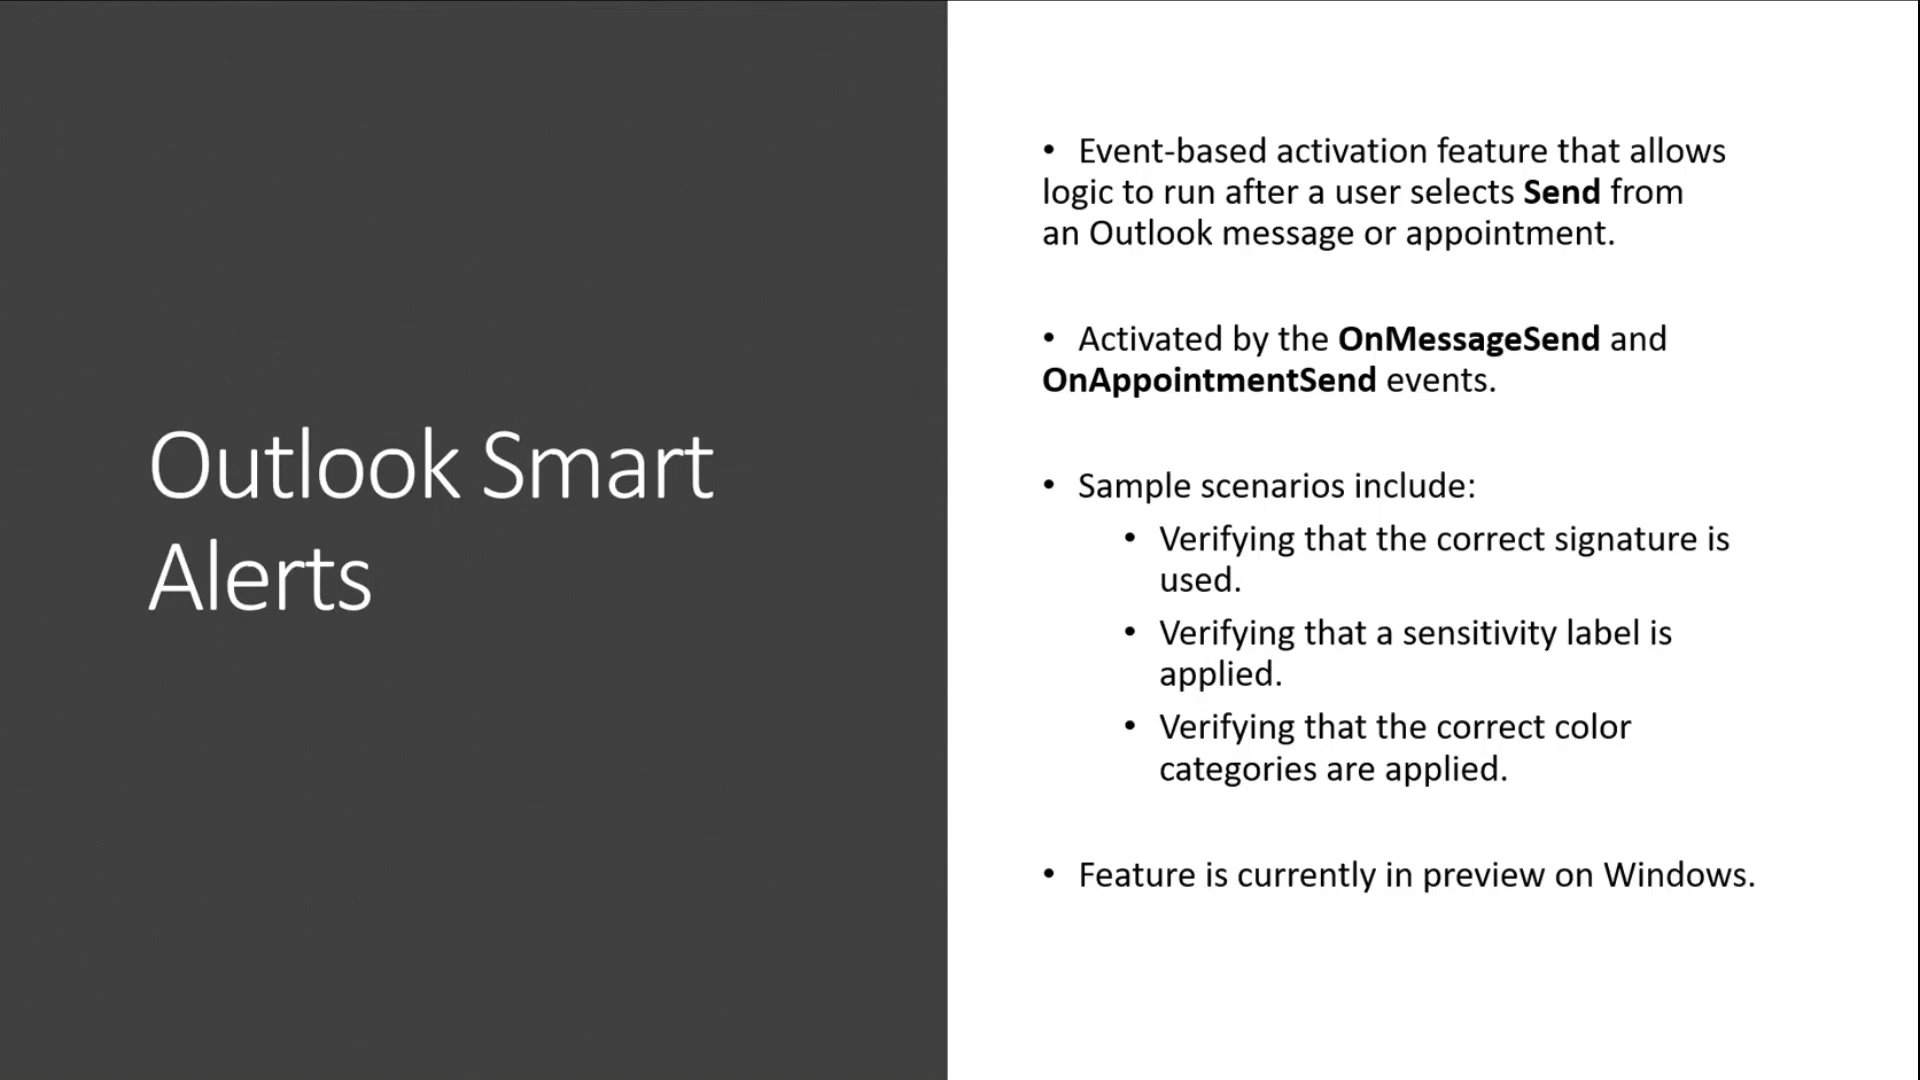 Outlook Smart
Alerts
• Event-based activation feature that allows
logic to run after a user selects Send from
an Outlook message or appointment.
• Activated by the OnMessageSend and
OnAppointmentSend events.
• Sample scenarios include:
• Verifying that the correct signature is
used.
• Verifying that a sensitivity label is
applied.
• Verifying that the correct color
categories are applied.
• Feature is currently in preview on Windows.